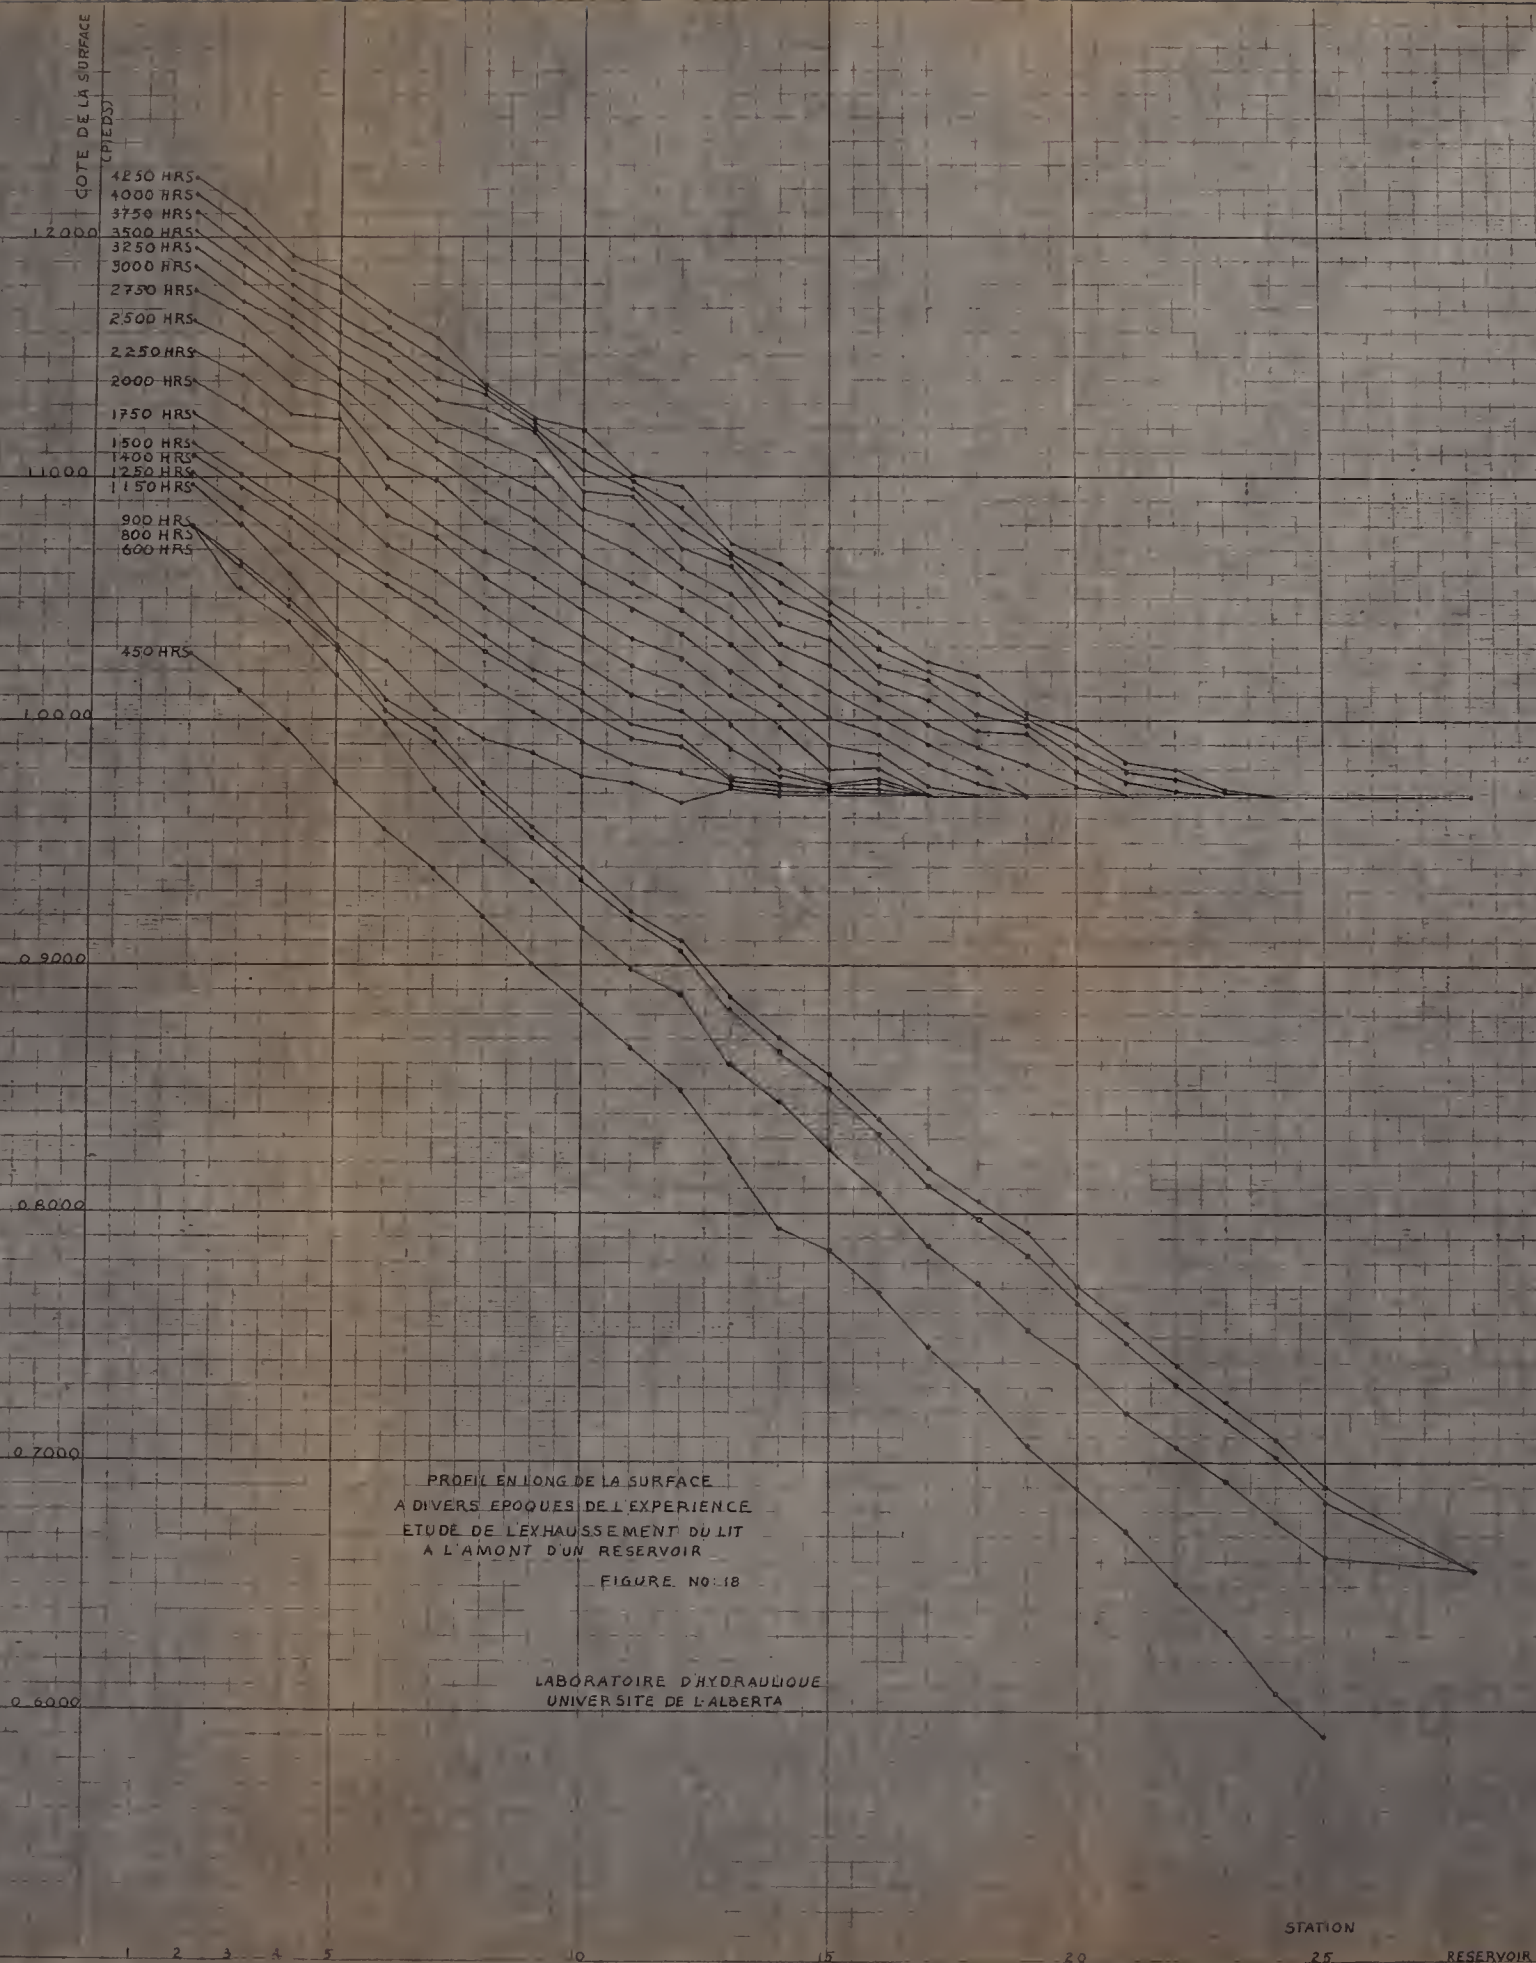 COTE DE LA SURFACE
(PIEDS)
4250 HRS
4000 HRS
3750 HRS
1.2000
3500 HRS
3250 HRS
3000 HRS
2750 HRS
2500 HRS
2250 HRS
2000 HRS
1750 HRS
1500 HRS
1400 HRS
1.1000
1250 HRS
1150 HRS
900 HRS
800 HRS
600 HRS
450 HRS
1.0000
0.9000
0.8000
0.7000
PROFIL EN LONG DE LA SURFACE
A DIVERS EPOQUES DE L'EXPERIENCE
ETUDE DE L'EXHAUSSEMENT DU LIT
A L'AMONT D'UN RESERVOIR
FIGURE NO: 18
LABORATOIRE D'HYDRAULIQUE
UNIVERSITE DE L'ALBERTA
0.6000
STATION
1 2 3 4 5 10 15 20 25 RESERVOIR